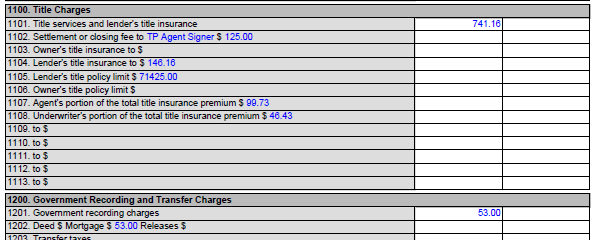 1100. Title Charges
1101. Title services and lender's title insurance 741.16
1102. Settlement or closing fee to TP Agent Signer $ 125.00
1103. Owner's title insurance to $
1104. Lender's title insurance to $ 146.16
1105. Lender's title policy limit $ 71425.00
1106. Owner's title policy limit $
1107. Agent's portion of the total title insurance premium $ 99.73
1108. Underwriter's portion of the total title insurance premium $ 46.43
1109. to $
1110. to $
1111. to $
1112. to $
1113. to $
1200. Government Recording and Transfer Charges
1201. Government recording charges 53.00
1202. Deed $ Mortgage $ 53.00 Releases $
1203. Transfer taxes